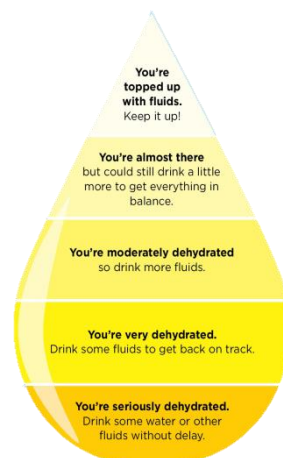 You're
topped up
with fluids.
Keep it up!
You're almost there
but could still drink a little
more to get everything in
balance.
You're moderately dehydrated
so drink more fluids.
You're very dehydrated.
Drink some fluids to get back on track.
You're seriously dehydrated.
Drink some water or other
fluids without delay.